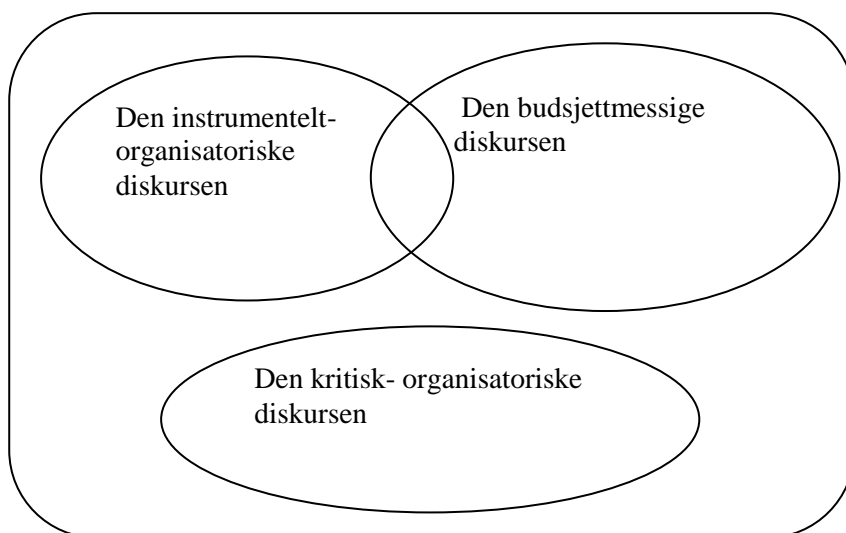 Den instrumentelt-
organisatoriske
diskursen
Den budsjettmessige
diskursen
Den kritisk- organisatoriske
diskursen